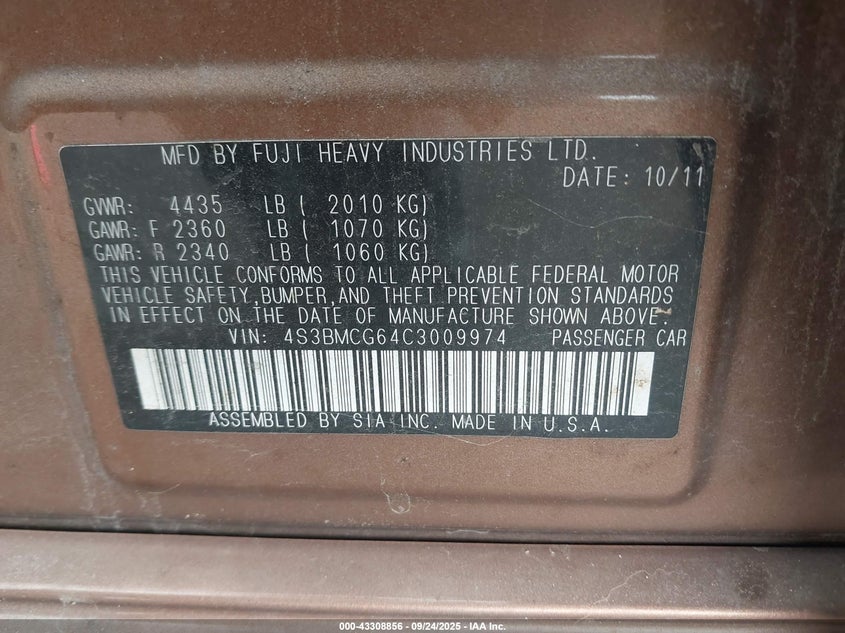 MFD BY FUJI HEAVY INDUSTRIES LTD.
DATE: 10/11
GVWR: 4435 LB ( 2010 KG)
GAWR: F 2360 LB ( 1070 KG)
GAWR: R 2340 LB ( 1060 KG)
THIS VEHICLE CONFORMS TO ALL APPLICABLE FEDERAL MOTOR
VEHICLE SAFETY,BUMPER,AND THEFT PREVENTION STANDARDS
IN EFFECT ON THE DATE OF MANUFACTURE SHOWN ABOVE.
VIN: 4S3BMCG64C3009974 PASSENGER CAR
ASSEMBLED BY SIA INC. MADE IN U.S.A.
000-43308856 - 09/24/2025 - IAA Inc.